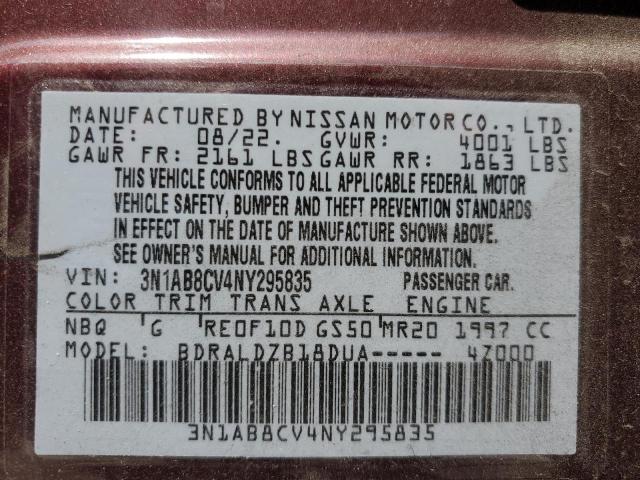 MANUFACTURED BY NISSAN MOTOR CO., LTD.
DATE: 08/22. GVWR: 4001 LBS
GAWR FR: 2161 LBS GAWR RR: 1863 LBS
THIS VEHICLE CONFORMS TO ALL APPLICABLE FEDERAL MOTOR
VEHICLE SAFETY, BUMPER AND THEFT PREVENTION STANDARDS
IN EFFECT ON THE DATE OF MANUFACTURE SHOWN ABOVE.
SEE OWNER'S MANUAL FOR ADDITIONAL INFORMATION.
VIN: 3N1AB8CV4NY295835 PASSENGER CAR.
COLOR TRIM TRANS AXLE ENGINE
NBQ G RE0F10D GS50 MR20 1997 CC
MODEL: BDRALDZB18DUA----- 4Z000
3N1AB8CV4NY295835